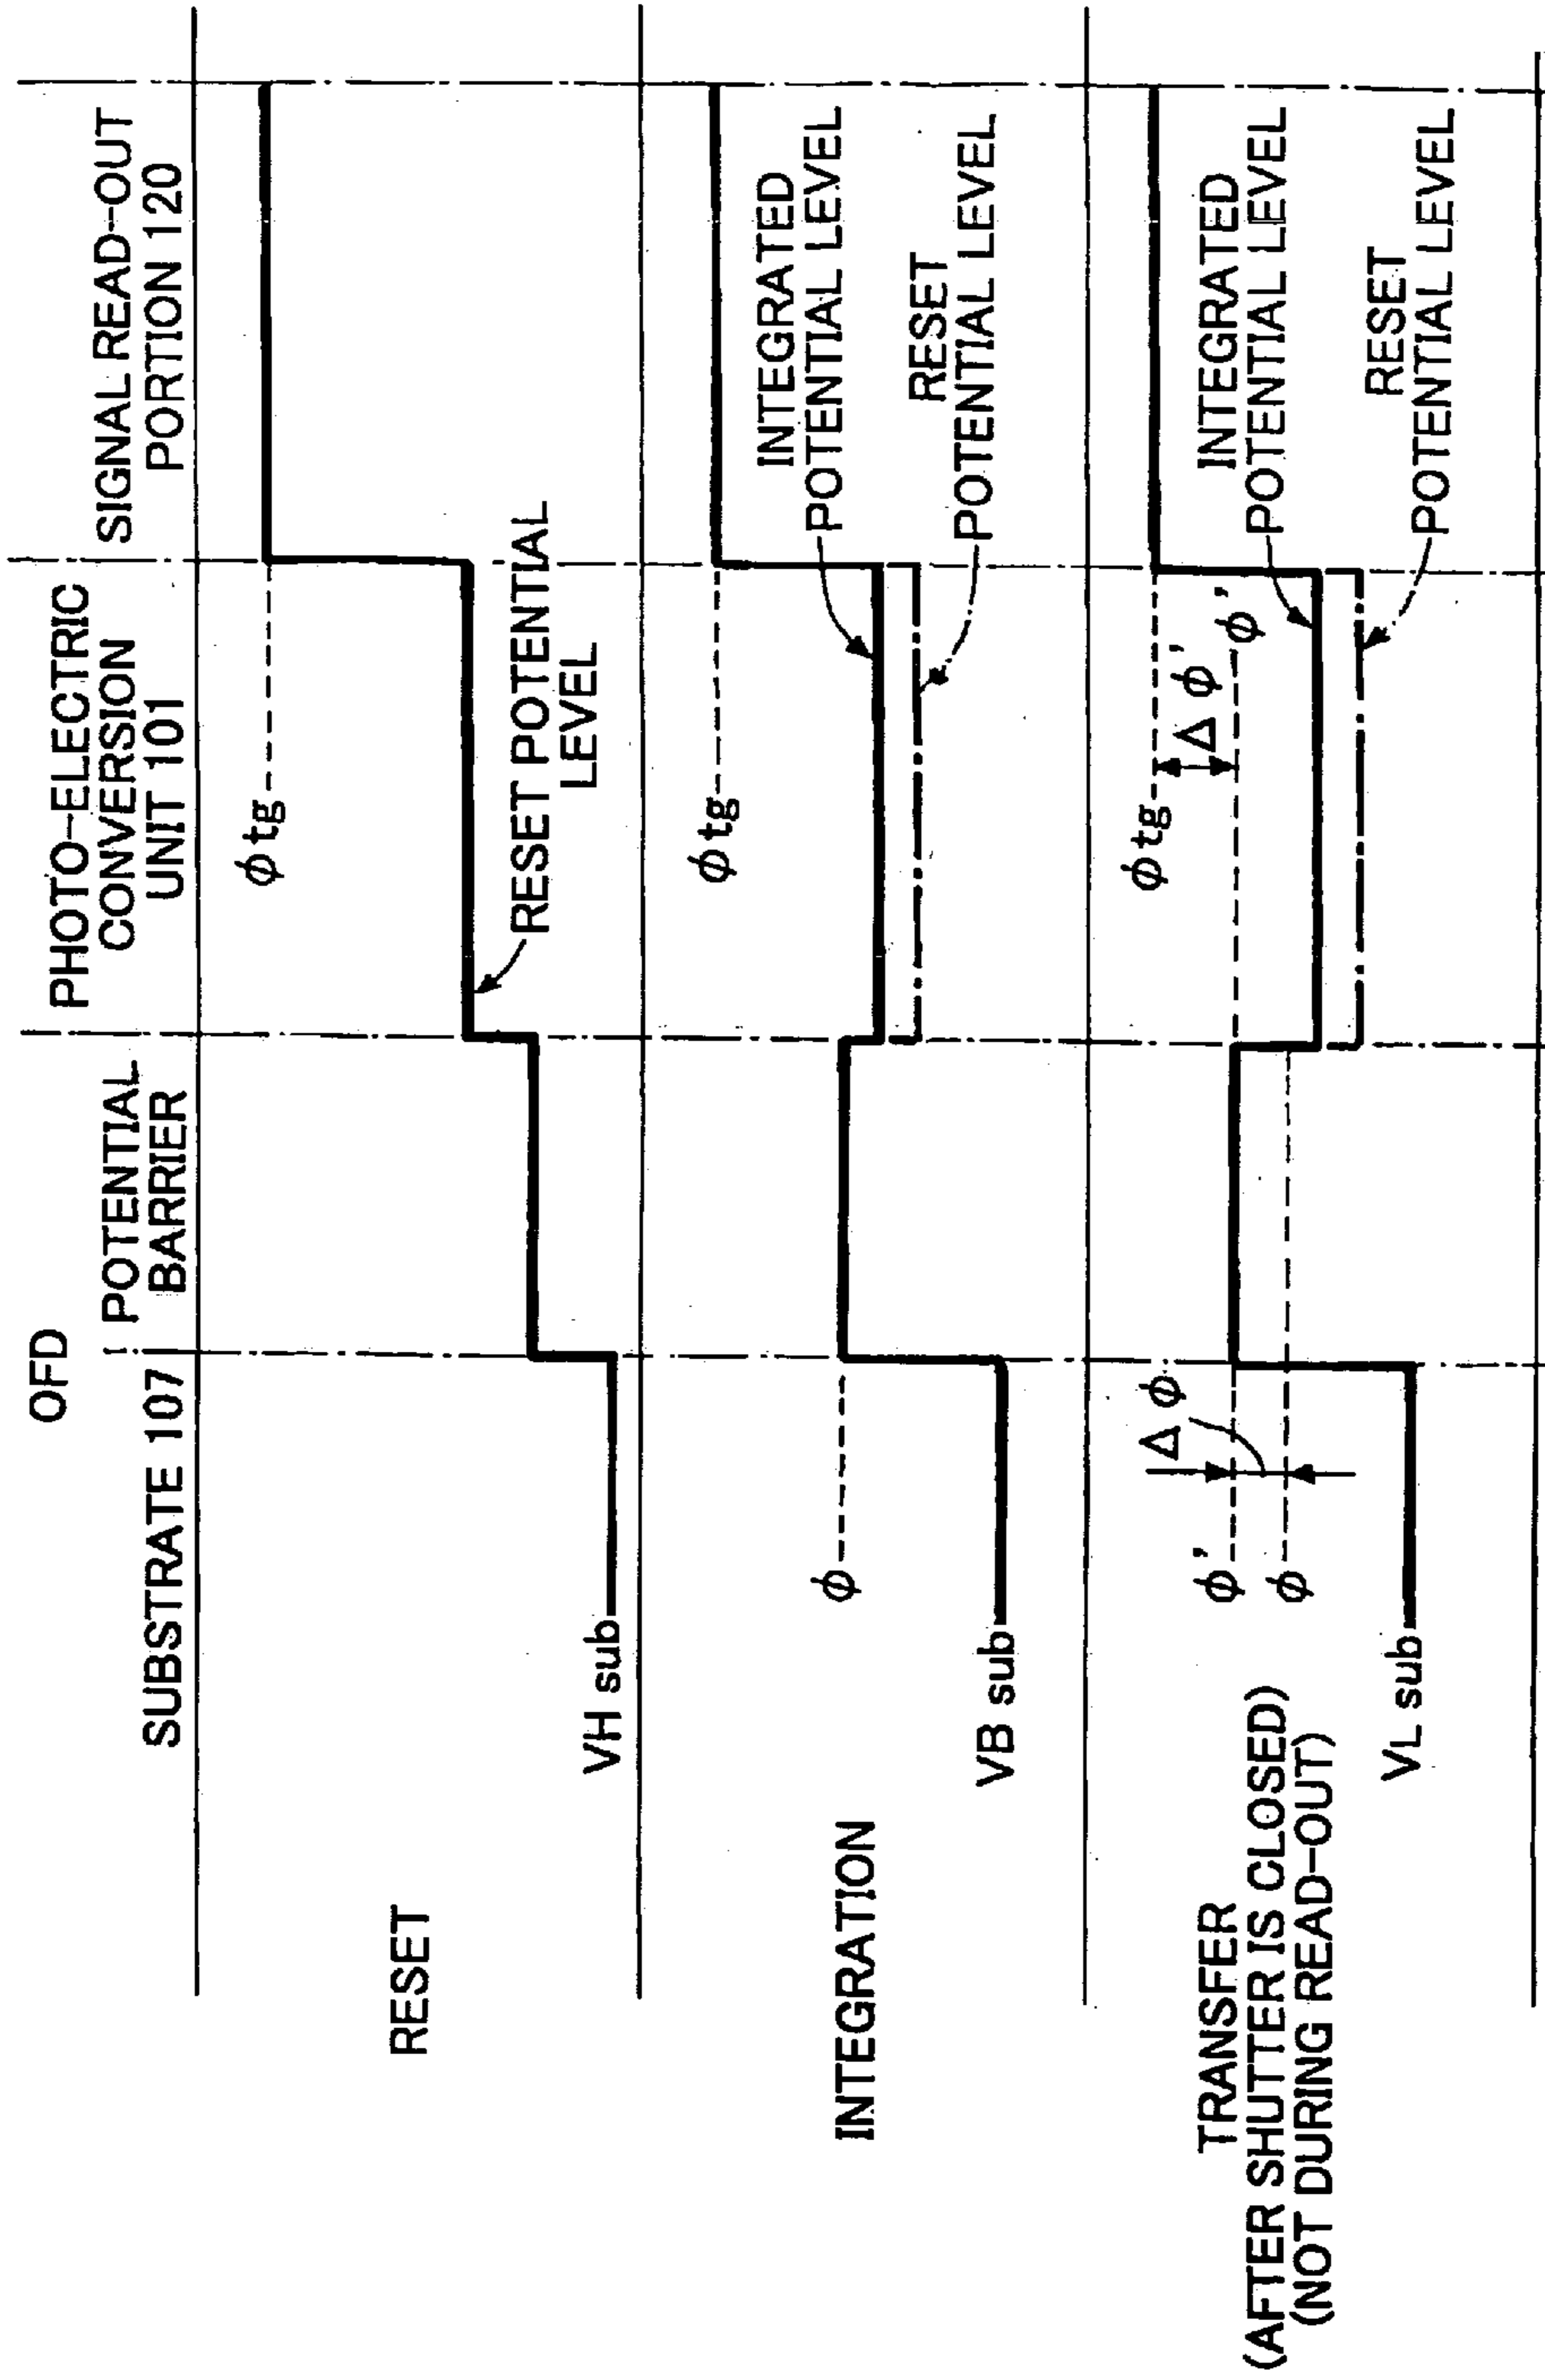 OFD
SUBSTRATE 107
POTENTIAL
BARRIER
PHOTO-ELECTRIC
CONVERSION
UNIT 101
SIGNAL READ-OUT
PORTION 120
RESET
VH sub
ϕtg
RESET POTENTIAL
LEVEL
INTEGRATION
VB sub
ϕ
ϕtg
INTEGRATED
POTENTIAL LEVEL
RESET
POTENTIAL LEVEL
TRANSFER
(AFTER SHUTTER IS CLOSED)
(NOT DURING READ-OUT)
VL sub
ϕ'
ϕ
Δϕ
ϕtg
Δϕ'
ϕ'
INTEGRATED
POTENTIAL LEVEL
RESET
POTENTIAL LEVEL